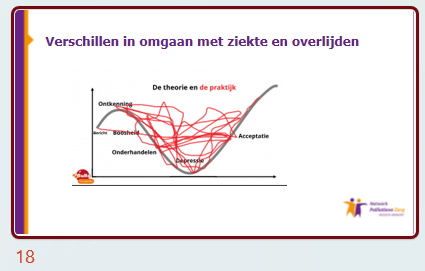 Verschillen in omgaan met ziekte en overlijden
De theorie en de praktijk
Ontkenning
Bericht
Boosheid
Acceptatie
Onderhandelen
Depressie
Netwerk
Palliatieve Zorg
18